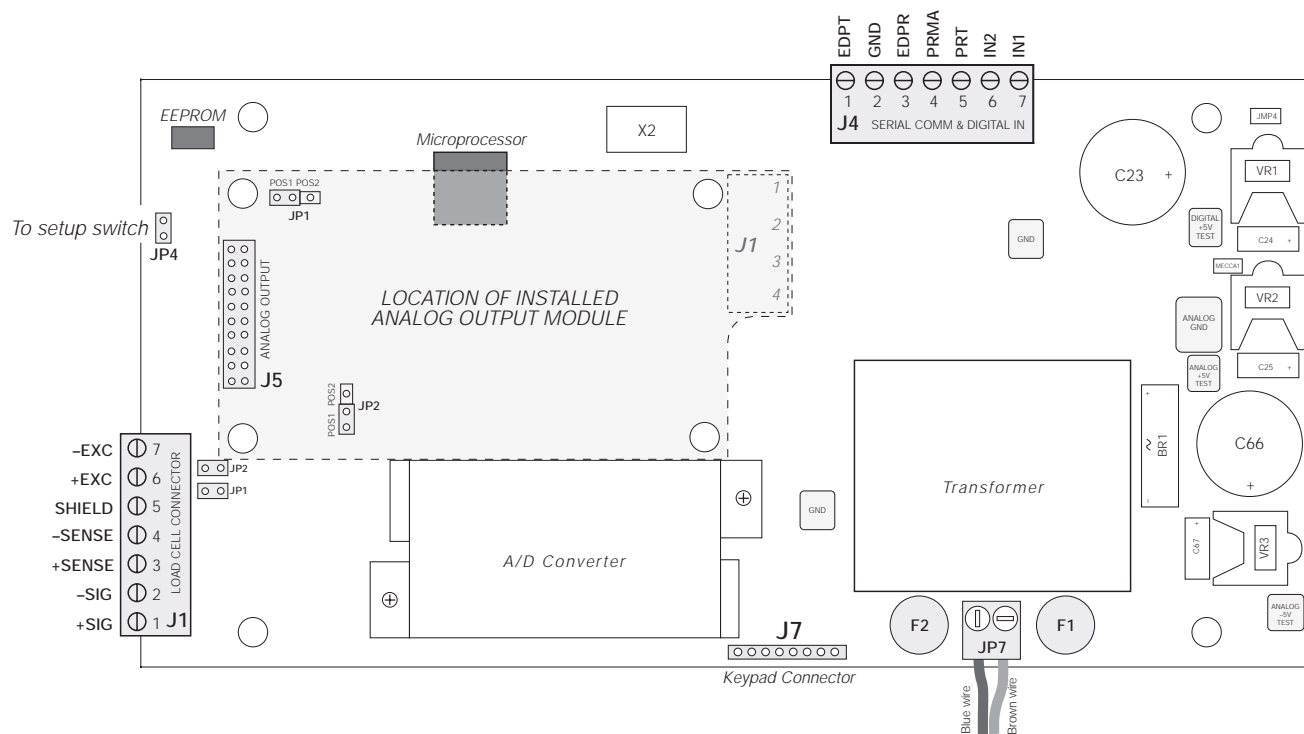 EDPT
GND
EDPR
PRMA
PRT
IN2
IN1
1 2 3 4 5 6 7
J4 SERIAL COMM & DIGITAL IN
EEPROM
Microprocessor
X2
C23 +
JMP4
VR1
C24 +
DIGITAL
+5V
TEST
MECCA1
GND
VR2
ANALOG
GND
C25 +
ANALOG
+5V
TEST
To setup switch
JP4
POS1 POS2
JP1
J1
1
2
3
4
LOCATION OF INSTALLED
ANALOG OUTPUT MODULE
ANALOG OUTPUT
J5
POS1 POS2
JP2
–EXC 7
+EXC 6
SHIELD 5
–SENSE 4
+SENSE 3
–SIG 2
+SIG 1
LOAD CELL CONNECTOR
J1
JP2
JP1
A/D Converter
GND
Transformer
+
~
BR1
–
C66
+
+
C67
VR3
ANALOG
–5V
TEST
J7
Keypad Connector
F2
JP7
F1
Blue wire
Brown wire